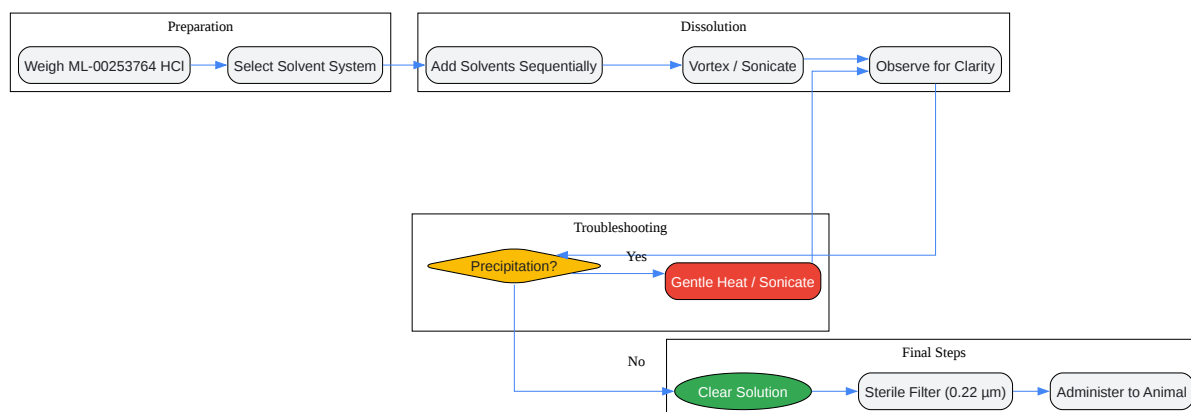 Preparation
Dissolution
Weigh ML-00253764 HCl
Select Solvent System
Add Solvents Sequentially
Vortex / Sonicate
Observe for Clarity
Troubleshooting
Precipitation?
Yes
Gentle Heat / Sonicate
No
Final Steps
Clear Solution
Sterile Filter (0.22 µm)
Administer to Animal